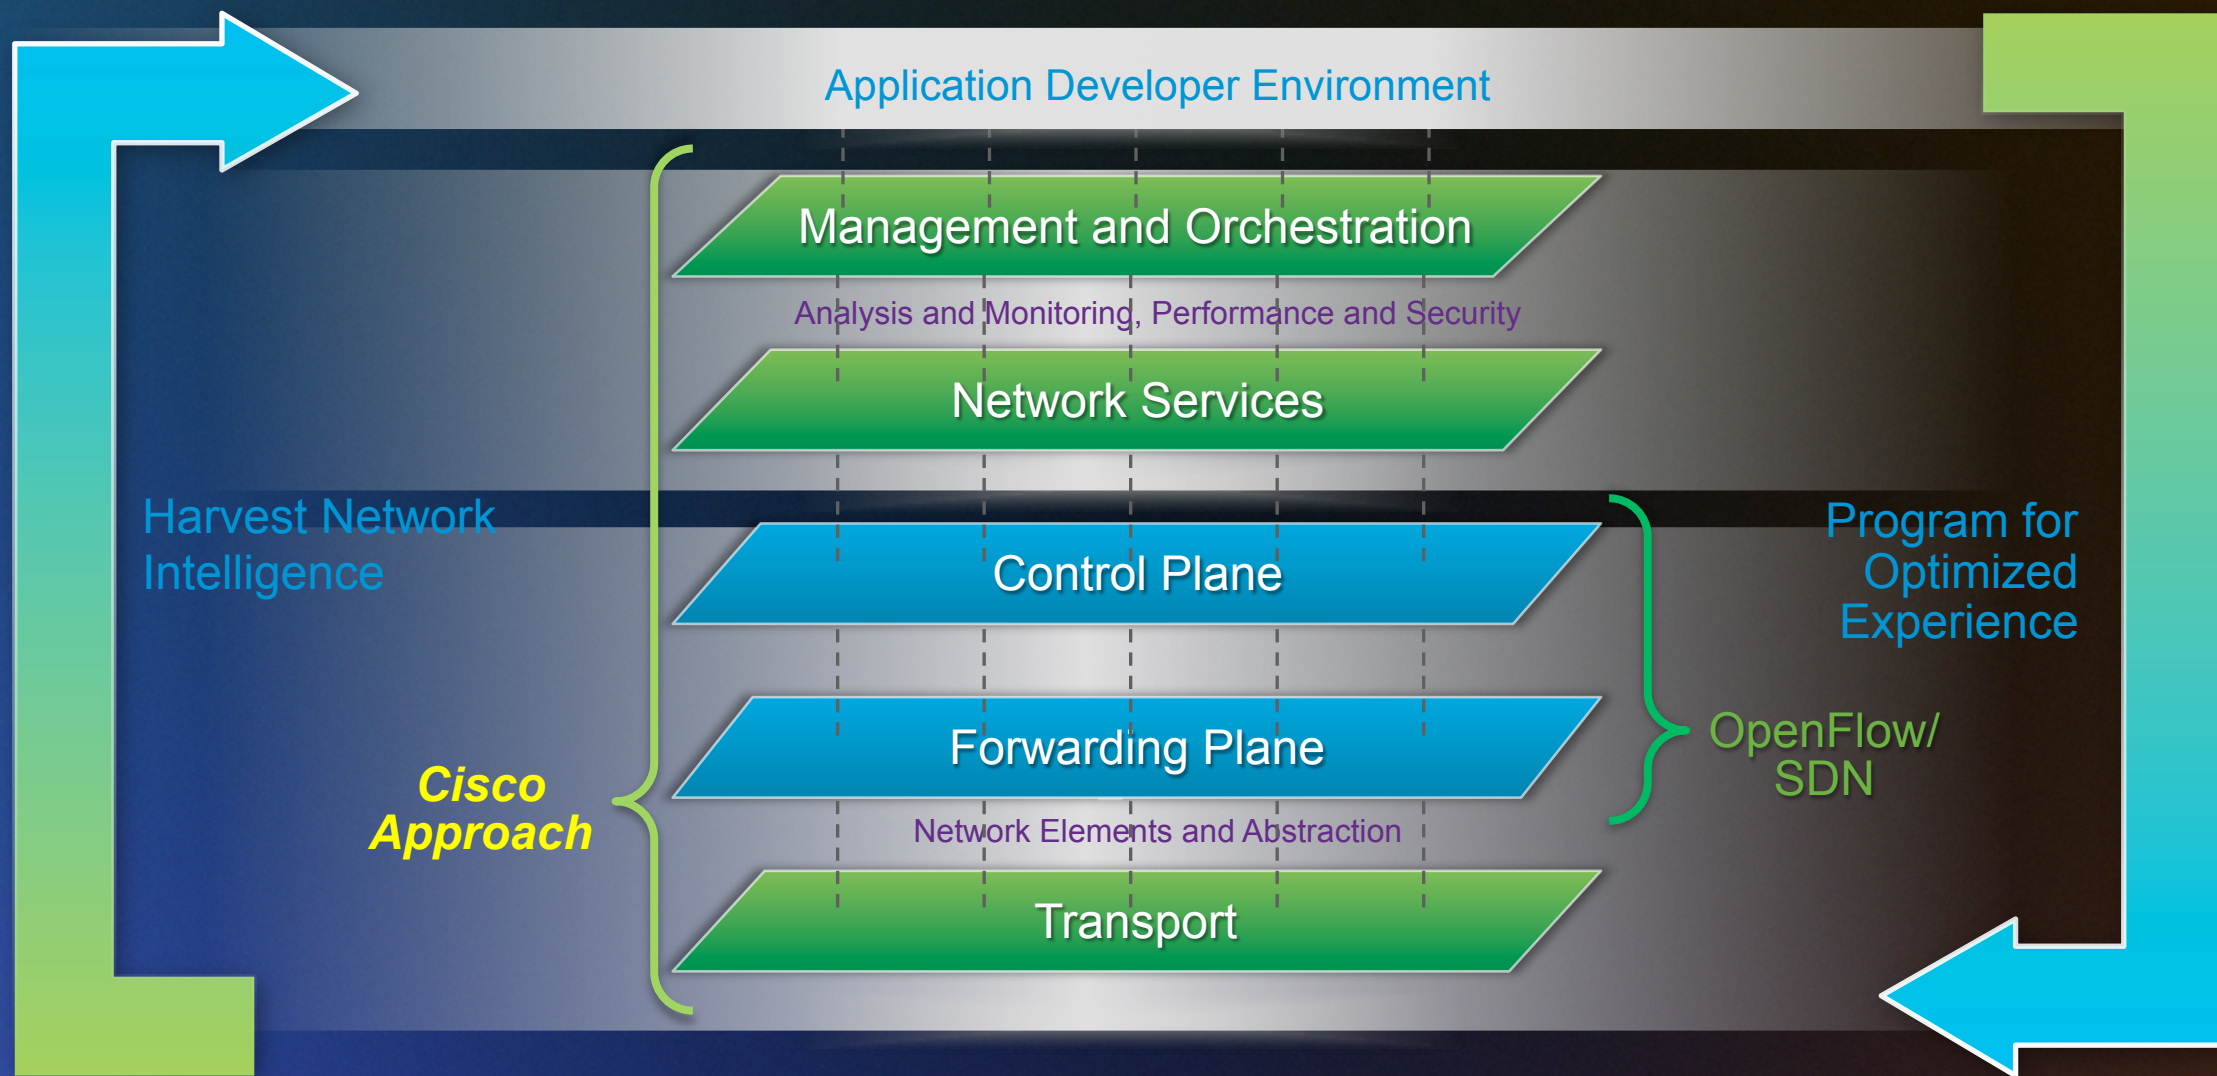 Application Developer Environment
Management and Orchestration
Analysis and Monitoring, Performance and Security
Network Services
Harvest Network
Intelligence
Control Plane
Program for
Optimized
Experience
Forwarding Plane
OpenFlow/
SDN
Cisco
Approach
Network Elements and Abstraction
Transport